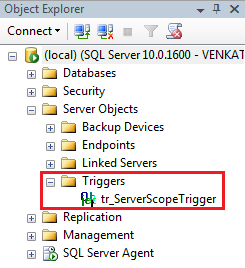 Object Explorer
Connect
(local) (SQL Server 10.0.1600 - VENKAT
Databases
Security
Server Objects
Backup Devices
Endpoints
Linked Servers
Triggers
tr_ServerScopeTrigger
Replication
Management
SQL Server Agent